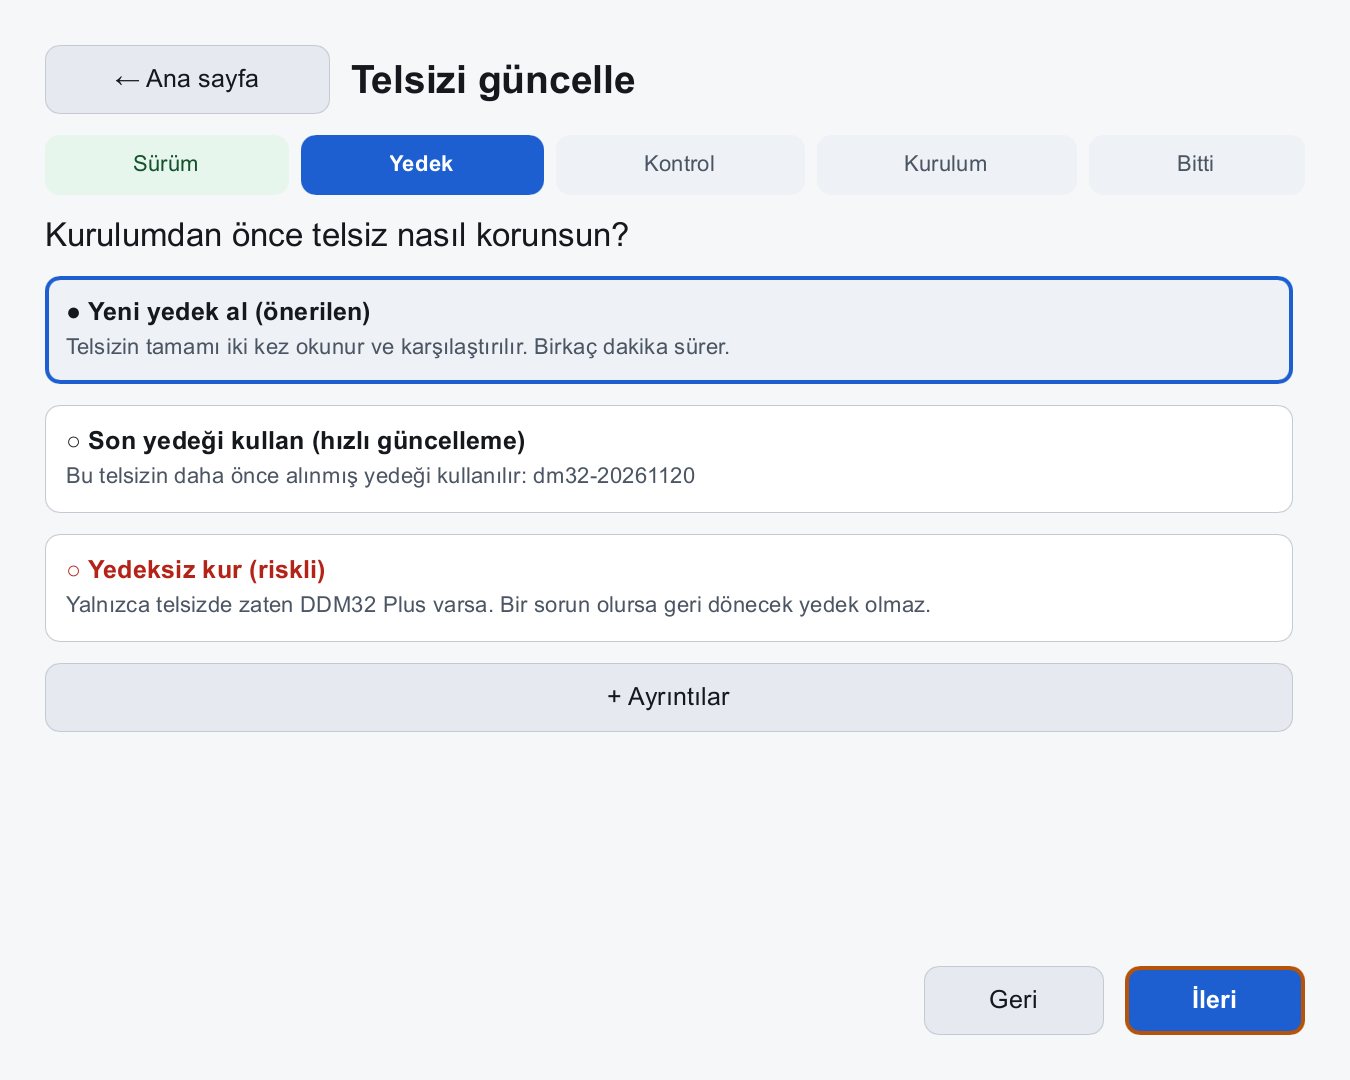 ← Ana sayfa
Telsizi güncelle
Sürüm
Yedek
Kontrol
Kurulum
Bitti
Kurulumdan önce telsiz nasıl korunsun?
● Yeni yedek al (önerilen)
Telsizin tamamı iki kez okunur ve karşılaştırılır. Birkaç dakika sürer.
○ Son yedeği kullan (hızlı güncelleme)
Bu telsizin daha önce alınmış yedeği kullanılır: dm32-20261120
○ Yedeksiz kur (riskli)
Yalnızca telsizde zaten DDM32 Plus varsa. Bir sorun olursa geri dönecek yedek olmaz.
+ Ayrıntılar
Geri
İleri